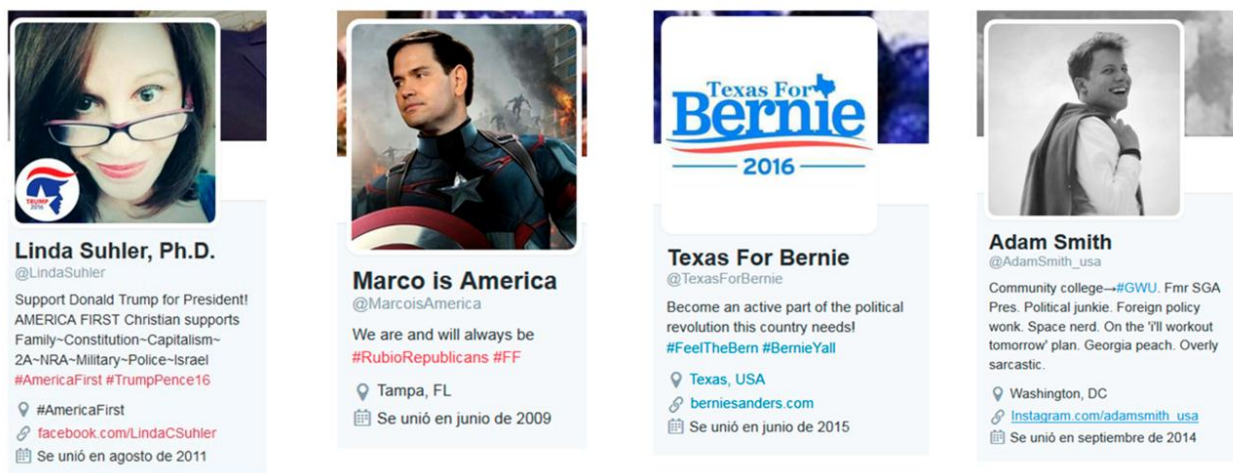 TRUMP
2016
Linda Suhler, Ph.D.
@LindaSuhler
Support Donald Trump for President!
AMERICA FIRST Christian supports
Family~Constitution~Capitalism~
2A~NRA~Military~Police~Israel
#AmericaFirst #TrumpPence16
#AmericaFirst
facebook.com/LindaCSuhler
Se unió en agosto de 2011
Marco is America
@MarcoisAmerica
We are and will always be
#RubioRepublicans #FF
Tampa, FL
Se unió en junio de 2009
Texas For
Bernie
2016
Texas For Bernie
@TexasForBernie
Become an active part of the political
revolution this country needs!
#FeelTheBern #BernieYall
Texas, USA
berniesanders.com
Se unió en junio de 2015
Adam Smith
@AdamSmith_usa
Community college→#GWU. Fmr SGA
Pres. Political junkie. Foreign policy
wonk. Space nerd. On the 'i'll workout
tomorrow' plan. Georgia peach. Overly
sarcastic.
Washington, DC
Instagram.com/adamsmith_usa
Se unió en septiembre de 2014